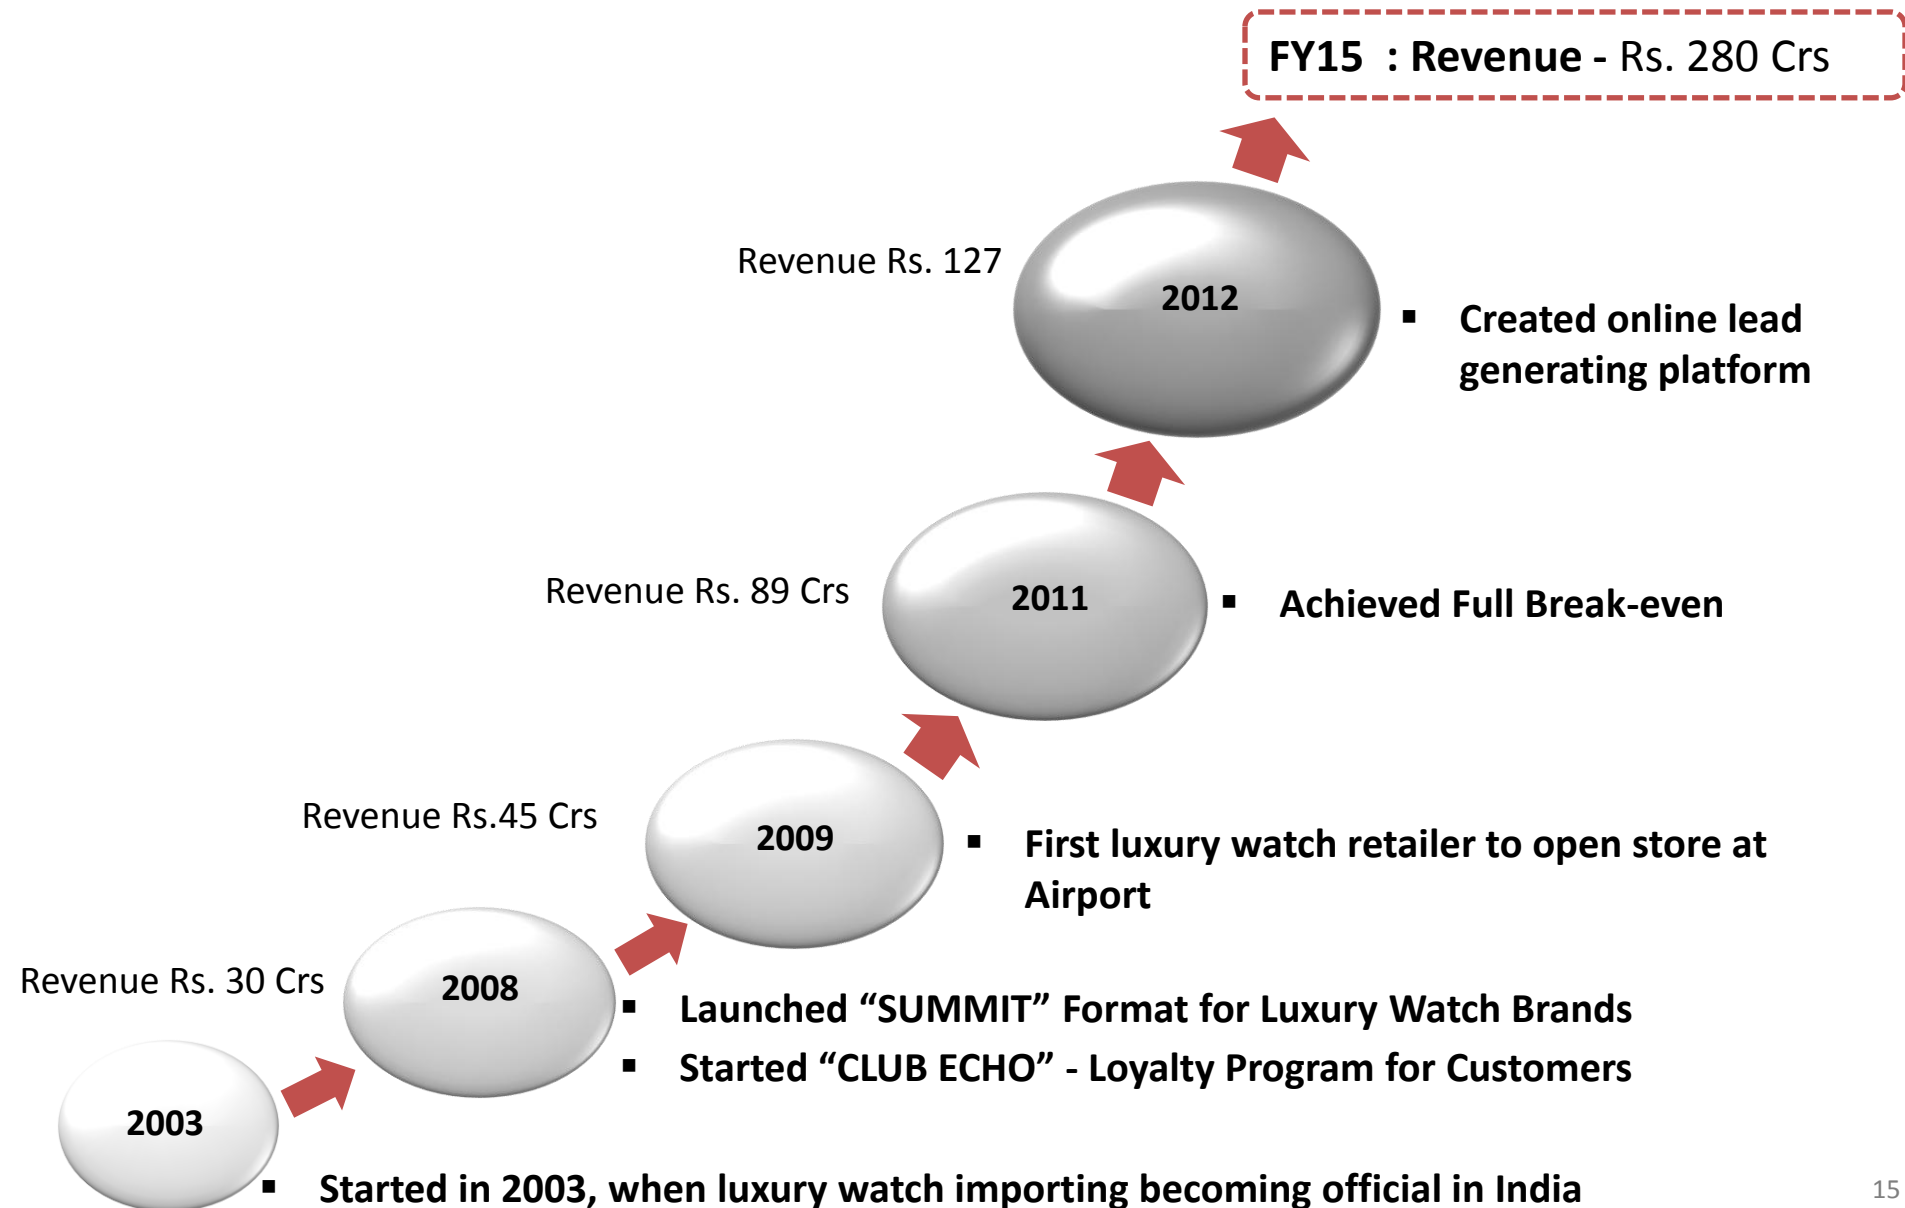 FY15 : Revenue - Rs. 280 Crs
Revenue Rs. 127
2012
▪ Created online lead
generating platform
Revenue Rs. 89 Crs
2011
▪ Achieved Full Break-even
Revenue Rs.45 Crs
2009
▪ First luxury watch retailer to open store at
Airport
Revenue Rs. 30 Crs
2008
▪ Launched “SUMMIT” Format for Luxury Watch Brands
▪ Started “CLUB ECHO” - Loyalty Program for Customers
2003
▪ Started in 2003, when luxury watch importing becoming official in India
15